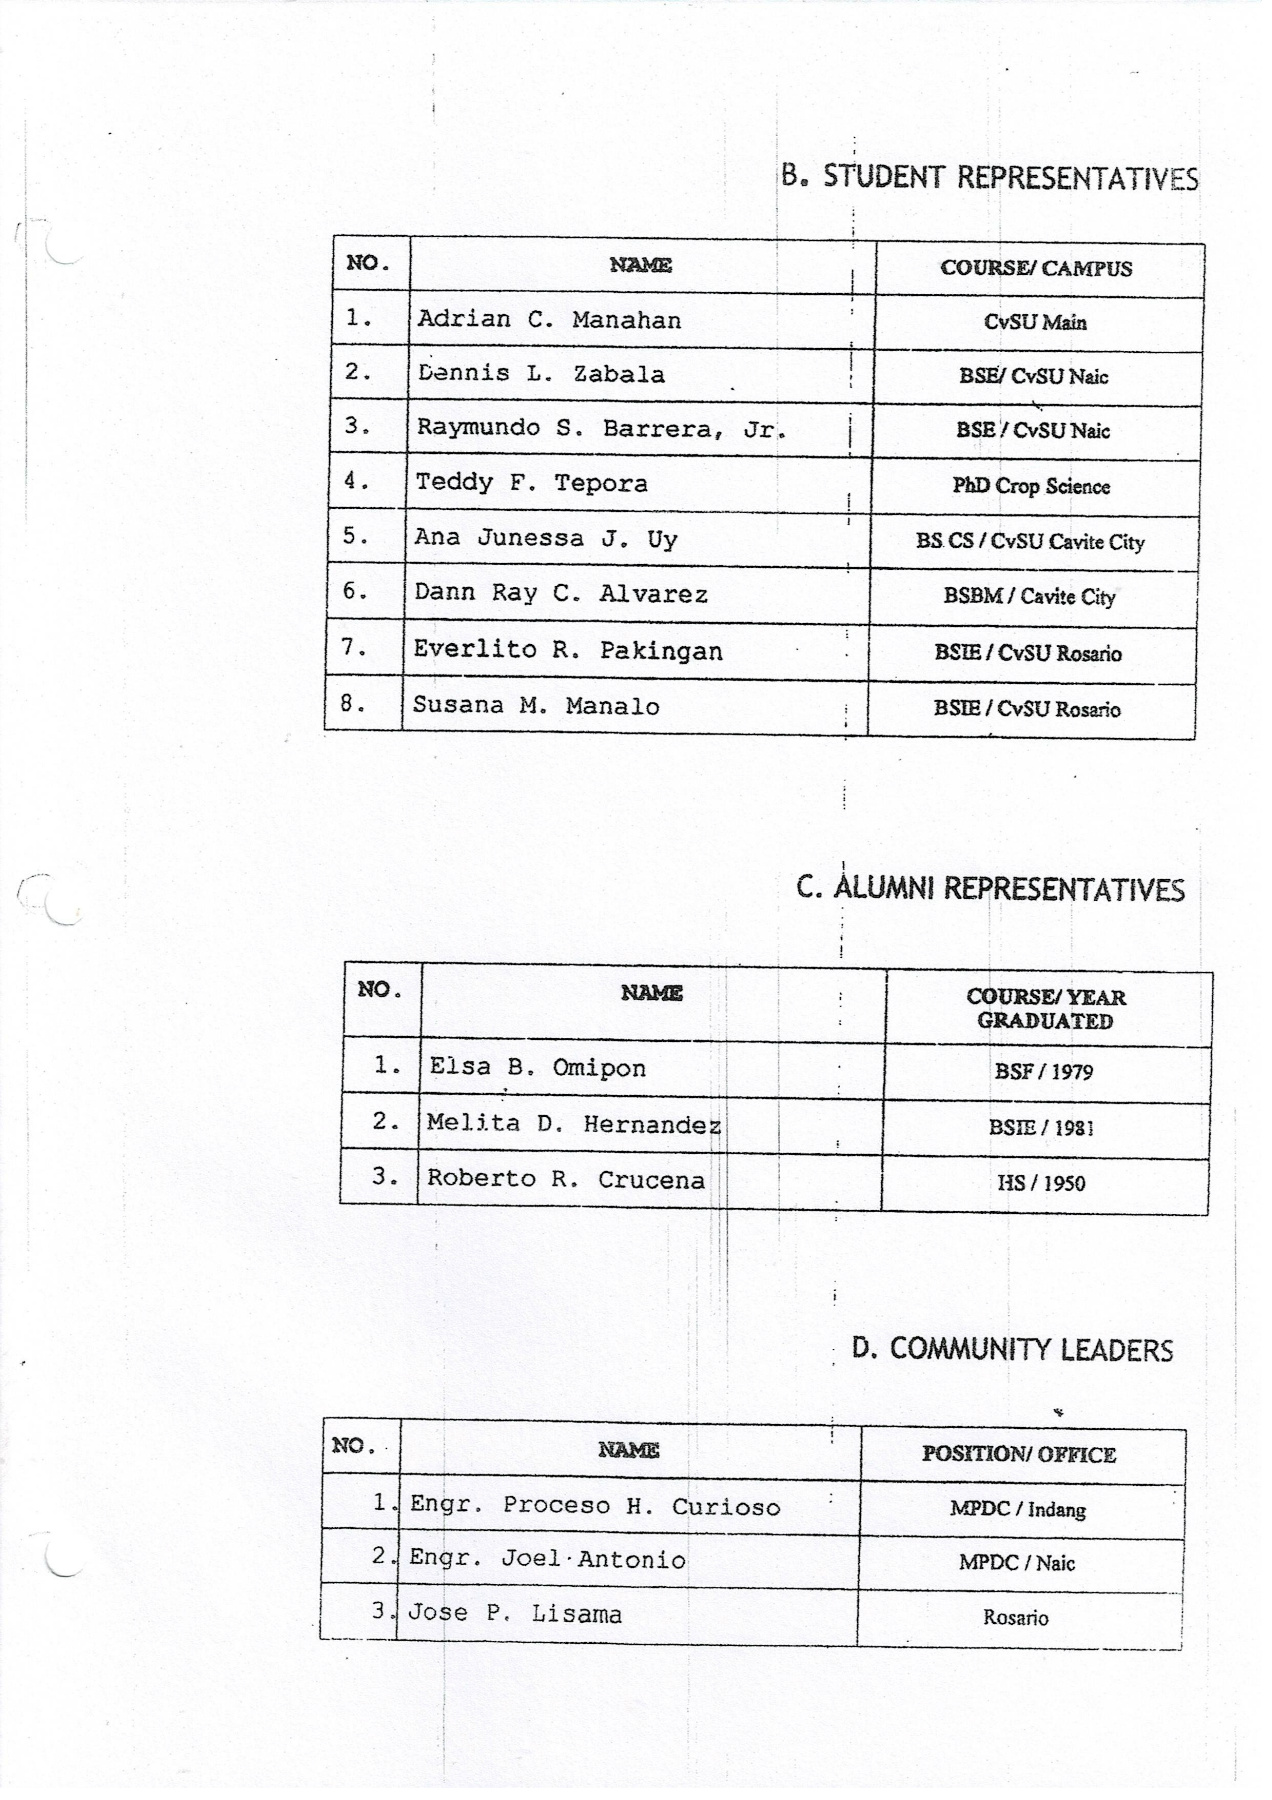 B. STUDENT REPRESENTATIVES
NO. NAME COURSE/ CAMPUS
1. Adrian C. Manahan CvSU Main
2. Dennis L. Zabala BSE/ CvSU Naic
3. Raymundo S. Barrera, Jr. BSE / CvSU Naic
4. Teddy F. Tepora PhD Crop Science
5. Ana Junessa J. Uy BS CS / CvSU Cavite City
6. Dann Ray C. Alvarez BSBM / Cavite City
7. Everlito R. Pakingan BSIE / CvSU Rosario
8. Susana M. Manalo BSIE / CvSU Rosario
C. ALUMNI REPRESENTATIVES
NO. NAME COURSE/ YEAR
GRADUATED
1. Elsa B. Omipon BSF / 1979
2. Melita D. Hernandez BSIE / 1981
3. Roberto R. Crucena HS / 1950
D. COMMUNITY LEADERS
NO. NAME POSITION/ OFFICE
1. Engr. Proceso H. Curioso MPDC / Indang
2. Engr. Joel Antonio MPDC / Naic
3. Jose P. Lisama Rosario